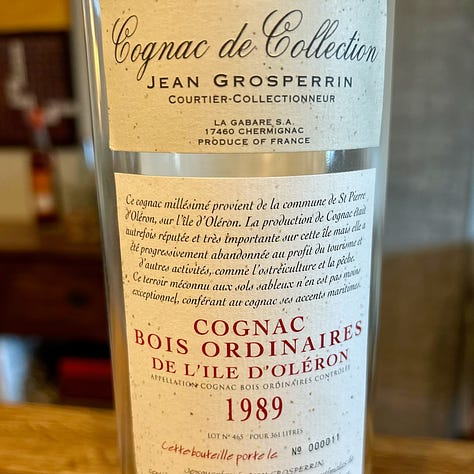 Cognac de Collection
JEAN GROSPERRIN
COURTIER-COLLECTIONNEUR
LA GABARE S.A.
17460 CHERMIGNAC
PRODUCE OF FRANCE
Ce cognac millésimé provient de la commune de St Pierre
d'Oléron, sur l'île d'Oléron. La production de Cognac était
autrefois réputée et très importante sur cette île mais elle a
été progressivement abandonnée au profit du tourisme et
d'autres activités, comme l'ostréiculture et la pêche.
Ce terroir méconnu aux sols sableux n'en est pas moins
exceptionnel, conférant au cognac ses accents maritimes.
COGNAC
BOIS ORDINAIRES
DE L'ILE D'OLÉRON
APPELLATION COGNAC BOIS ORDINAIRES CONTRÔLÉE
1989
LOT N° 465 POUR 361 LITRES
Cette bouteille porte le Nº 000011
GROSPERRIN